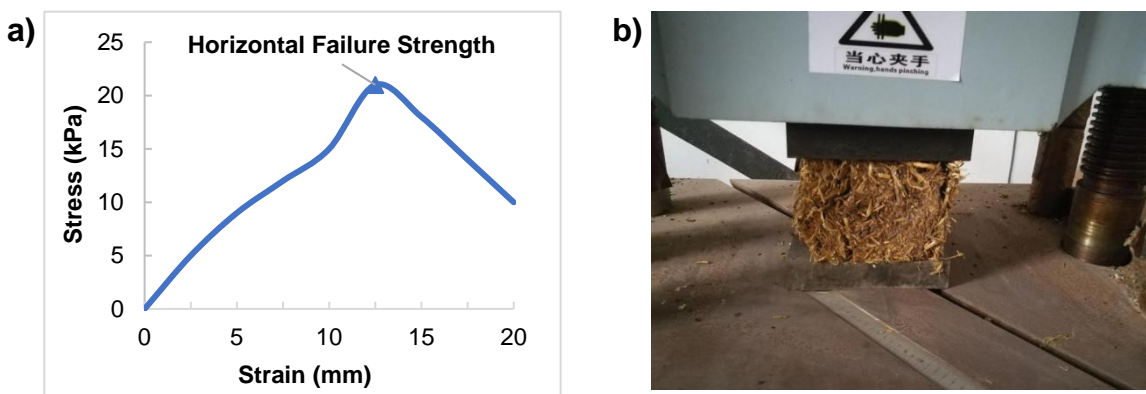 a)
Horizontal Failure Strength
25
20
15
10
5
0
Stress (kPa)
0 5 10 15 20
Strain (mm)
b)
当心夹手
Warning,hands pinching